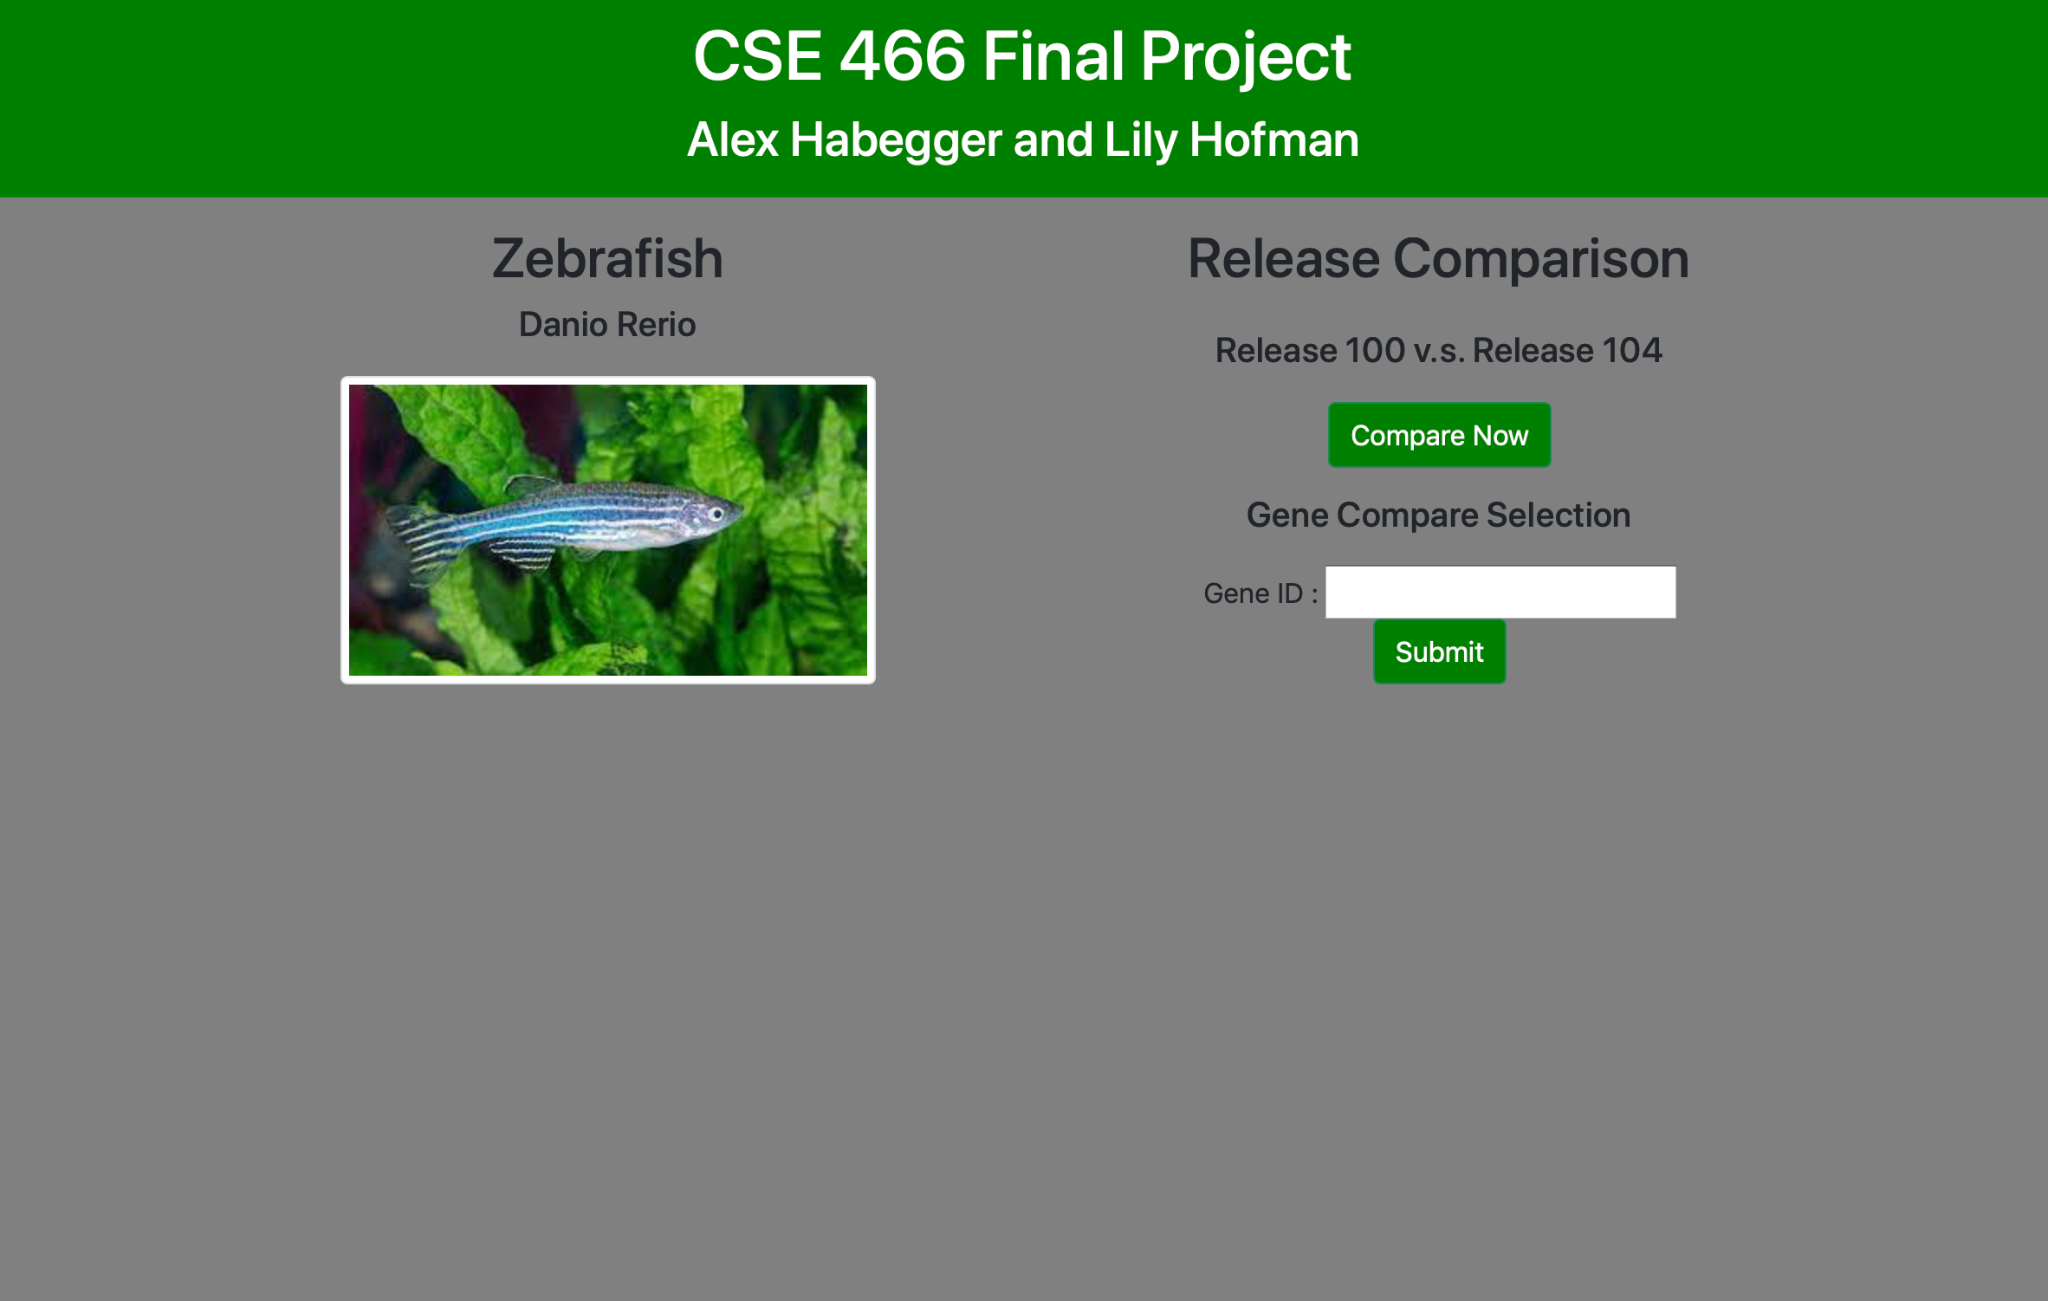 CSE 466 Final Project
Alex Habegger and Lily Hofman
Zebrafish
Danio Rerio
Release Comparison
Release 100 v.s. Release 104
Compare Now
Gene Compare Selection
Gene ID :
Submit